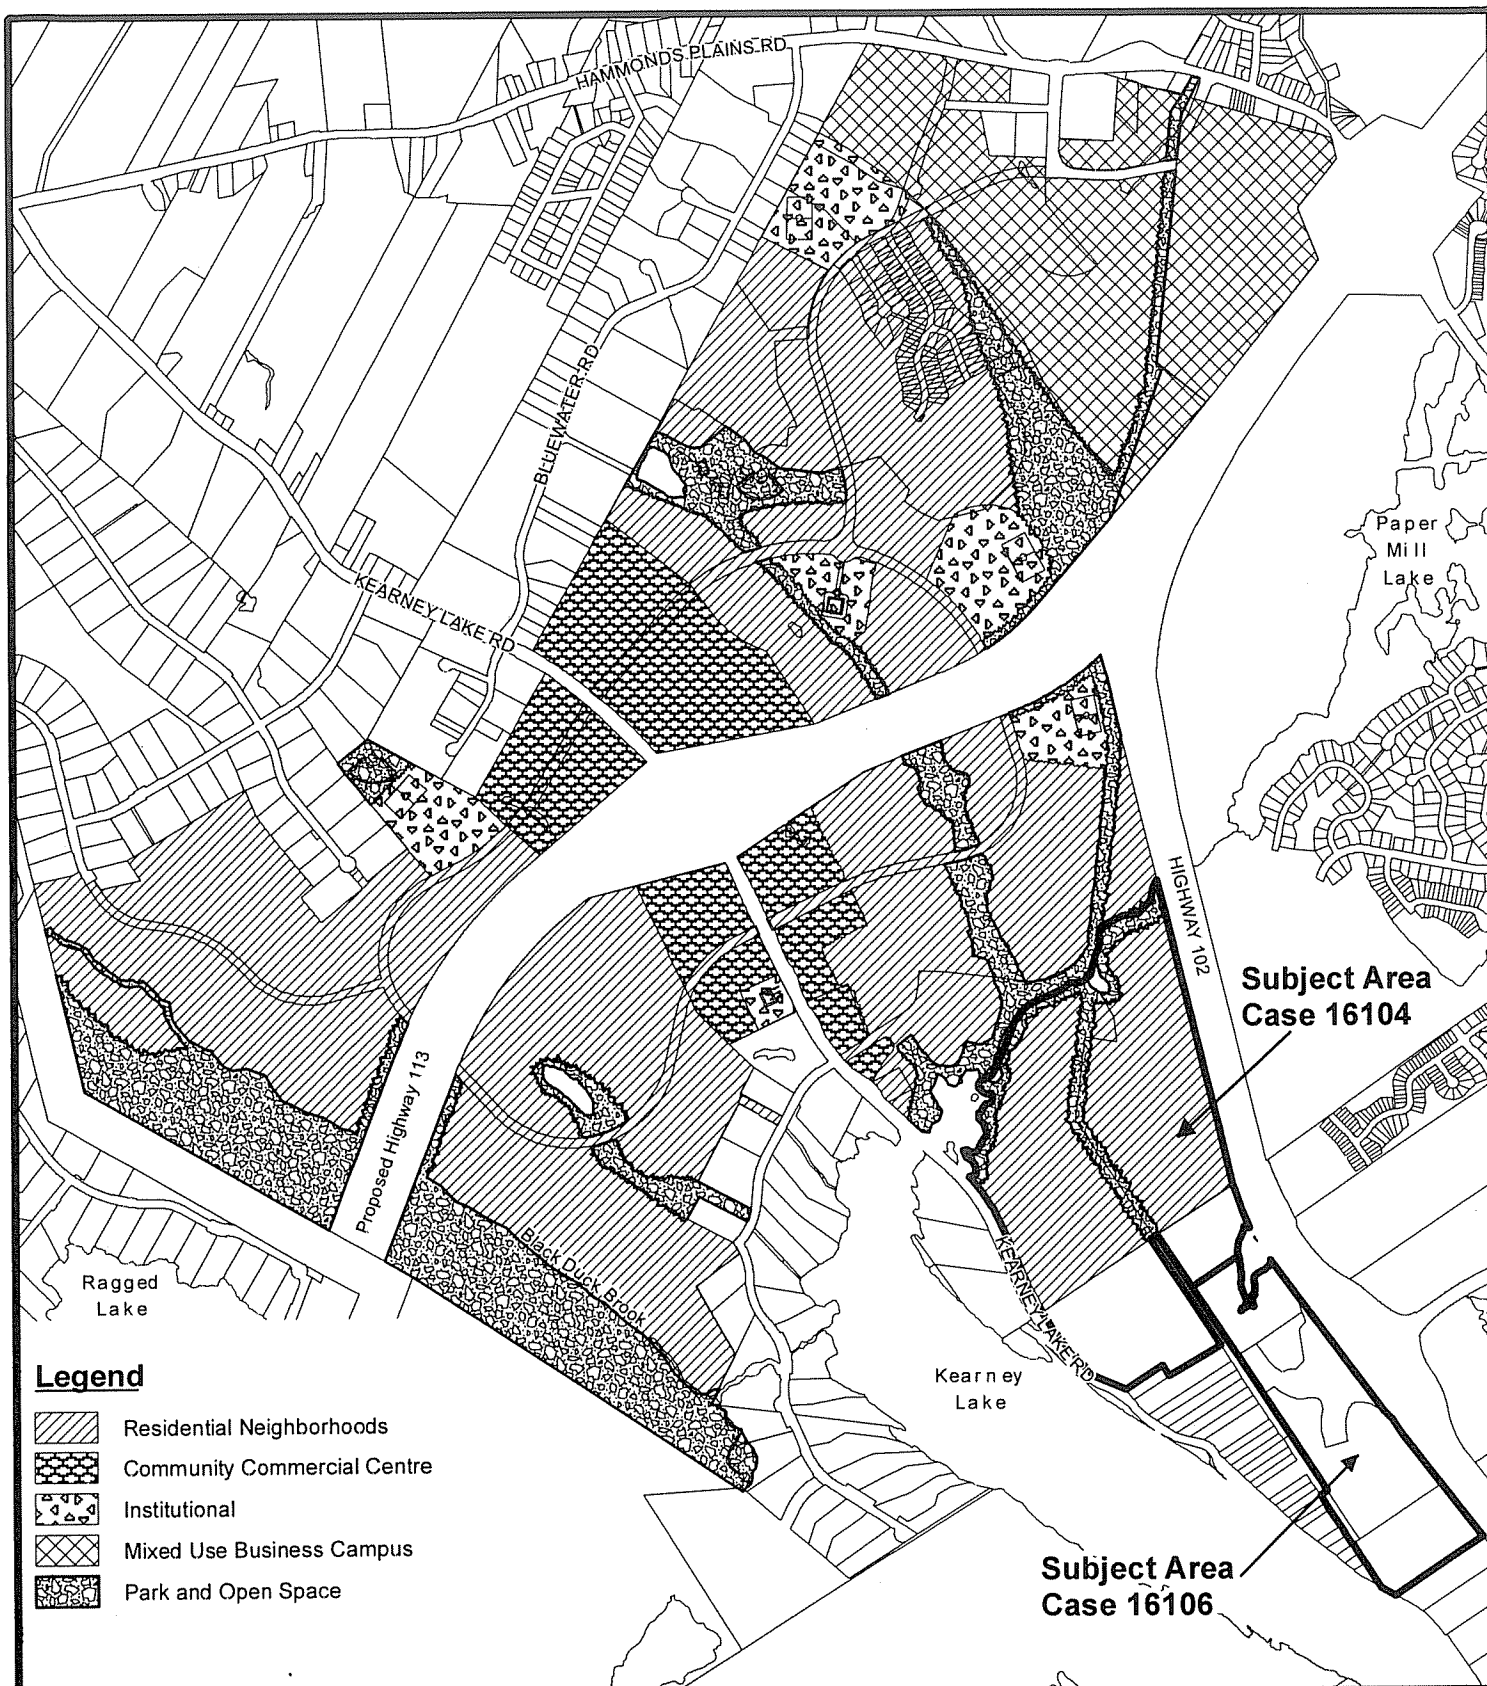 HAMMONDS PLAINS RD
BLUEWATER RD
KEARNEY LAKE RD
Paper
Mill
Lake
HIGHWAY 102
Subject Area
Case 16104
Proposed Highway 113
Black Duck Brook
KEARNEY LAKE RD
Ragged
Lake
Kearney
Lake
Legend
Residential Neighborhoods
Community Commercial Centre
Institutional
Mixed Use Business Campus
Park and Open Space
Subject Area
Case 16106